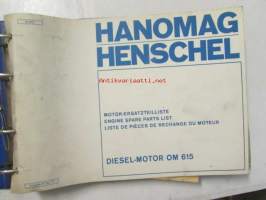 HANOMAG
HENSCHEL
Antikvariaatti.net
MOTOR-ERSATZTEILLISTE
ENGINE SPARE PARTS LIST
LISTE DE PIÈCES DE RECHANGE DU MOTEUR
DIESEL-MOTOR OM 615